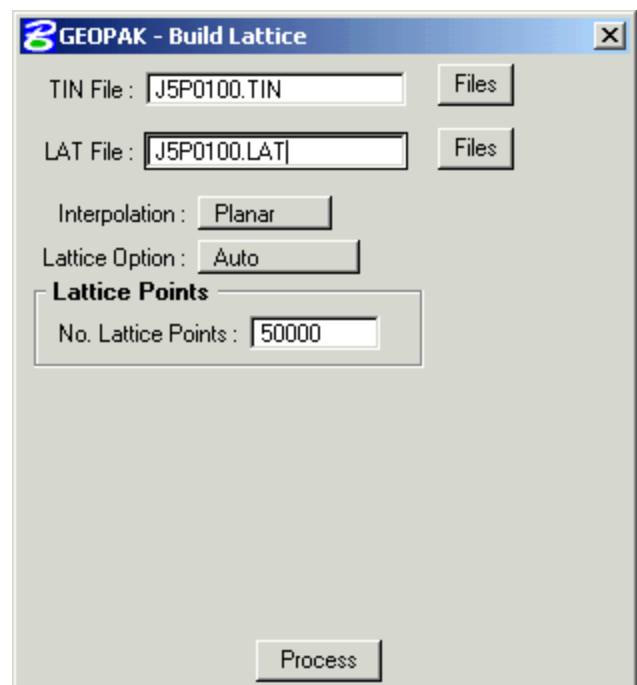 GEOPAK - Build Lattice
TIN File : J5P0100.TIN Files
LAT File : J5P0100.LAT Files
Interpolation : Planar
Lattice Option : Auto
Lattice Points
No. Lattice Points : 50000
Process